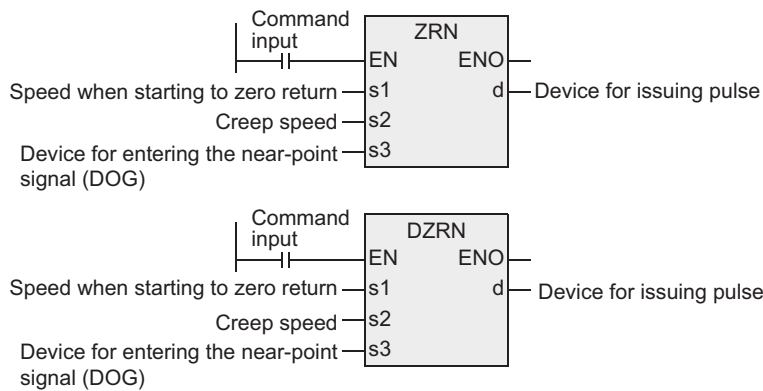 Command
input
ZRN
EN ENO
Speed when starting to zero return s1 d Device for issuing pulse
Creep speed s2
Device for entering the near-point s3
signal (DOG)
Command
input
DZRN
EN ENO
Speed when starting to zero return s1 d Device for issuing pulse
Creep speed s2
Device for entering the near-point s3
signal (DOG)